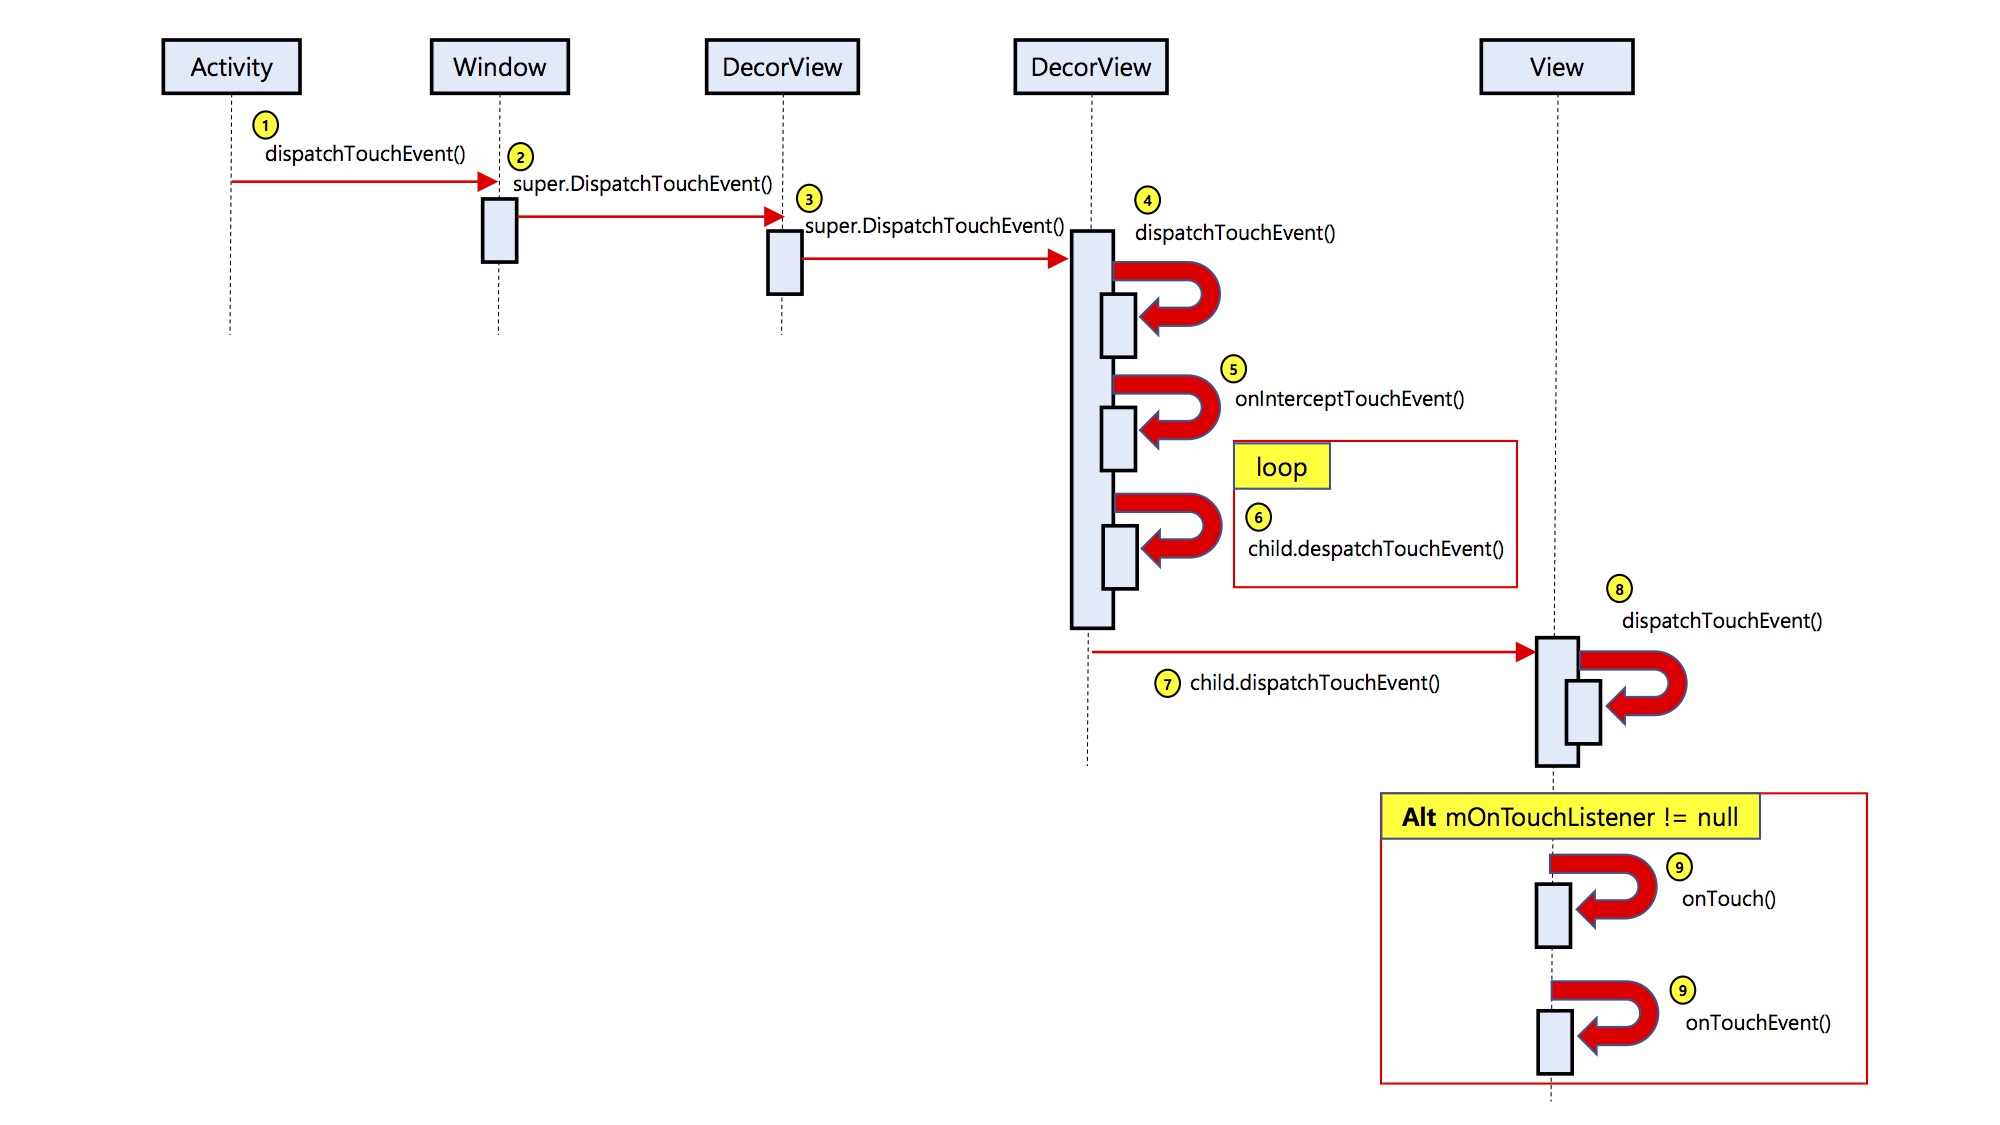 Activity
Window
DecorView
DecorView
View
1
dispatchTouchEvent()
2
super.DispatchTouchEvent()
3
super.DispatchTouchEvent()
4
dispatchTouchEvent()
5
onInterceptTouchEvent()
loop
6
child.despatchTouchEvent()
7 child.dispatchTouchEvent()
8
dispatchTouchEvent()
Alt mOnTouchListener != null
9
onTouch()
9
onTouchEvent()